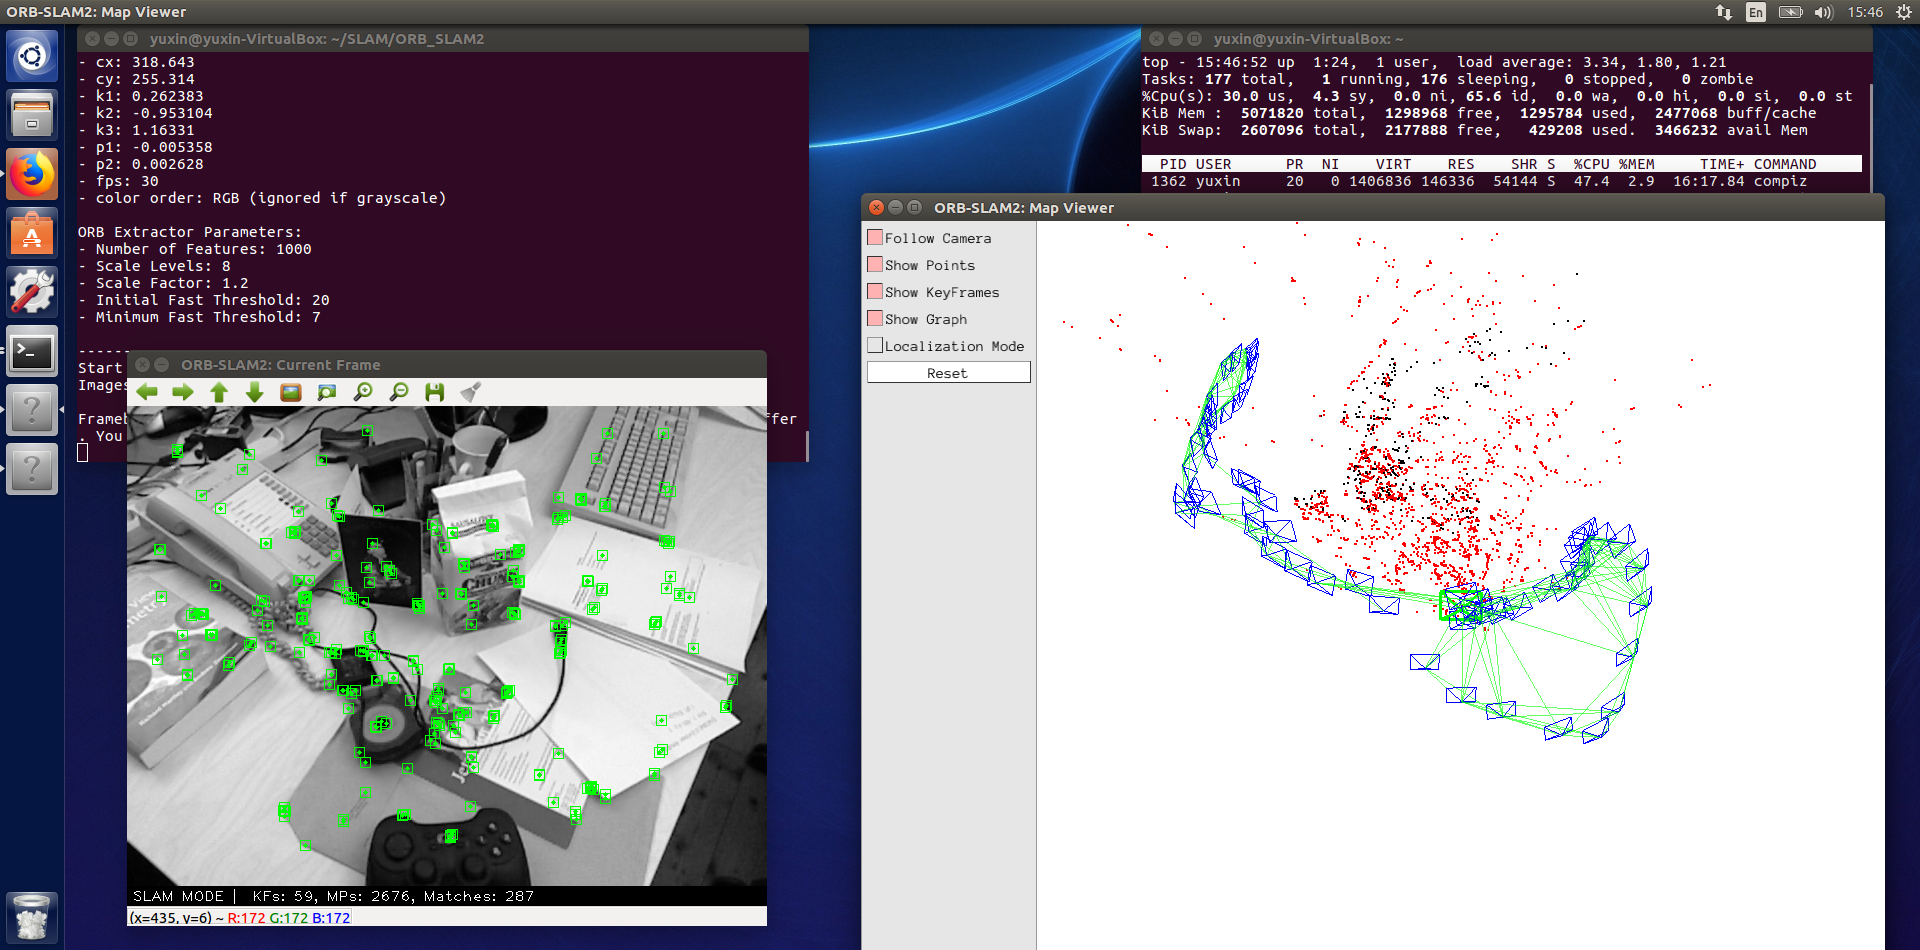 ORB-SLAM2: Map Viewer
En
15:46
yuxin@yuxin-VirtualBox: ~/SLAM/ORB_SLAM2
- cx: 318.643
- cy: 255.314
- k1: 0.262383
- k2: -0.953104
- k3: 1.16331
- p1: -0.005358
- p2: 0.002628
- fps: 30
- color order: RGB (ignored if grayscale)
ORB Extractor Parameters:
- Number of Features: 1000
- Scale Levels: 8
- Scale Factor: 1.2
- Initial Fast Threshold: 20
- Minimum Fast Threshold: 7
------
Start
Images
Frameb
ffer
. You
yuxin@yuxin-VirtualBox: ~
top - 15:46:52 up  1:24,  1 user,  load average: 3.34, 1.80, 1.21
Tasks: 177 total,   1 running, 176 sleeping,   0 stopped,   0 zombie
%Cpu(s): 30.0 us,  4.3 sy,  0.0 ni, 65.6 id,  0.0 wa,  0.0 hi,  0.0 si,  0.0 st
KiB Mem :  5071820 total,  1298968 free,  1295784 used,  2477068 buff/cache
KiB Swap:  2607096 total,  2177888 free,   429208 used.  3466232 avail Mem
PID USER      PR  NI    VIRT    RES    SHR S  %CPU %MEM     TIME+ COMMAND
1362 yuxin     20   0 1406836 146336  54144 S  47.4  2.9  16:17.84 compiz
ORB-SLAM2: Current Frame
SLAM MODE |  KFs: 59, MPs: 2676, Matches: 287
(x=435, y=6) ~ R:172 G:172 B:172
ORB-SLAM2: Map Viewer
Follow Camera
Show Points
Show KeyFrames
Show Graph
Localization Mode
Reset